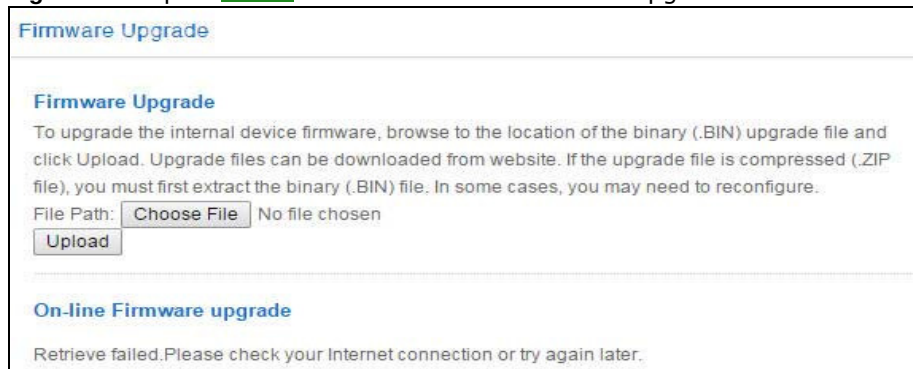 Firmware Upgrade
Firmware Upgrade
To upgrade the internal device firmware, browse to the location of the binary (.BIN) upgrade file and
click Upload. Upgrade files can be downloaded from website. If the upgrade file is compressed (.ZIP
file), you must first extract the binary (.BIN) file. In some cases, you may need to reconfigure.
File Path: Choose File No file chosen
Upload
On-line Firmware upgrade
Retrieve failed.Please check your Internet connection or try again later.